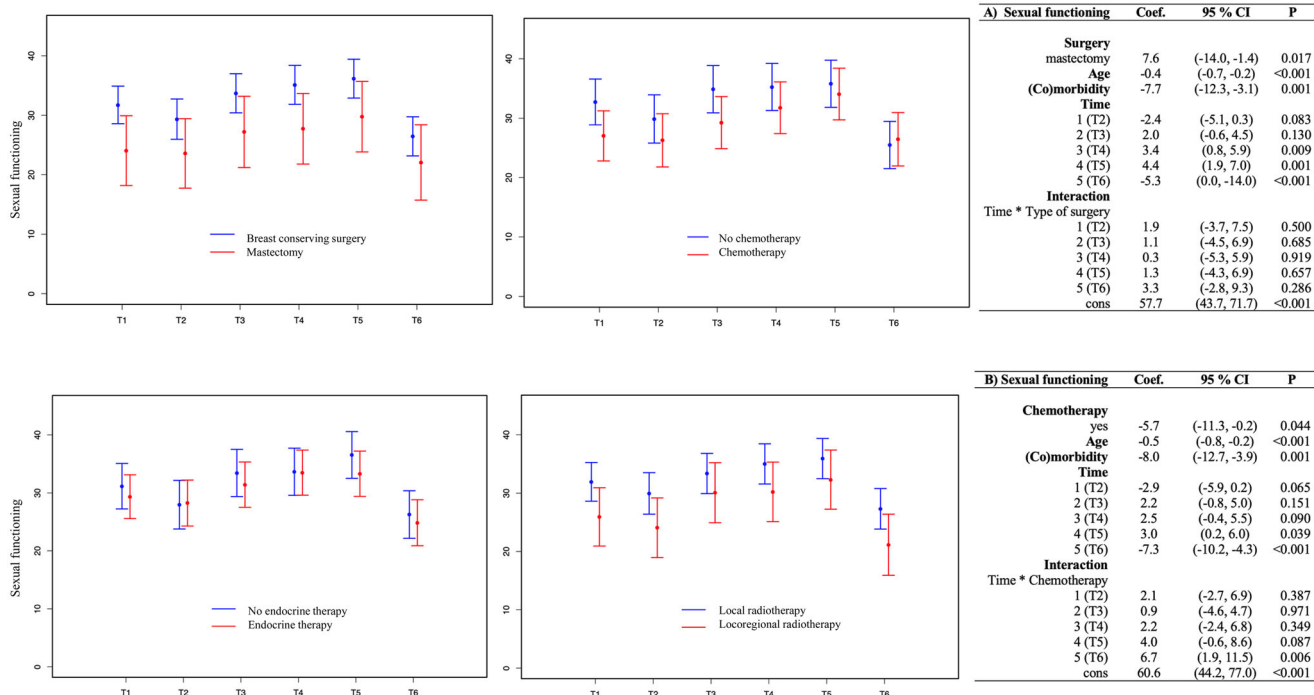 Sexual functioning
40
30
20
10
0
Breast conserving surgery
Mastectomy
T1 T2 T3 T4 T5 T6
40
30
20
10
0
No chemotherapy
Chemotherapy
T1 T2 T3 T4 T5 T6
A) Sexual functioning Coef. 95 % CI P
Surgery
mastectomy 7.6 (-14.0, -1.4) 0.017
Age -0.4 (-0.7, -0.2) <0.001
(Co)morbidity -7.7 (-12.3, -3.1) 0.001
Time
1 (T2) -2.4 (-5.1, 0.3) 0.083
2 (T3) 2.0 (-0.6, 4.5) 0.130
3 (T4) 3.4 (0.8, 5.9) 0.009
4 (T5) 4.4 (1.9, 7.0) 0.001
5 (T6) -5.3 (0.0, -14.0) <0.001
Interaction
Time * Type of surgery
1 (T2) 1.9 (-3.7, 7.5) 0.500
2 (T3) 1.1 (-4.5, 6.9) 0.685
3 (T4) 0.3 (-5.3, 5.9) 0.919
4 (T5) 1.3 (-4.3, 6.9) 0.657
5 (T6) 3.3 (-2.8, 9.3) 0.286
cons 57.7 (43.7, 71.7) <0.001
Sexual functioning
40
30
20
10
0
No endocrine therapy
Endocrine therapy
T1 T2 T3 T4 T5 T6
40
30
20
10
0
Local radiotherapy
Locoregional radiotherapy
T1 T2 T3 T4 T5 T6
B) Sexual functioning Coef. 95 % CI P
Chemotherapy
yes -5.7 (-11.3, -0.2) 0.044
Age -0.5 (-0.8, -0.2) <0.001
(Co)morbidity -8.0 (-12.7, -3.9) 0.001
Time
1 (T2) -2.9 (-5.9, 0.2) 0.065
2 (T3) 2.2 (-0.8, 5.0) 0.151
3 (T4) 2.5 (-0.4, 5.5) 0.090
4 (T5) 3.0 (0.2, 6.0) 0.039
5 (T6) -7.3 (-10.2, -4.3) <0.001
Interaction
Time * Chemotherapy
1 (T2) 2.1 (-2.7, 6.9) 0.387
2 (T3) 0.9 (-4.6, 4.7) 0.971
3 (T4) 2.2 (-2.4, 6.8) 0.349
4 (T5) 4.0 (-0.6, 8.6) 0.087
5 (T6) 6.7 (1.9, 11.5) 0.006
cons 60.6 (44.2, 77.0) <0.001